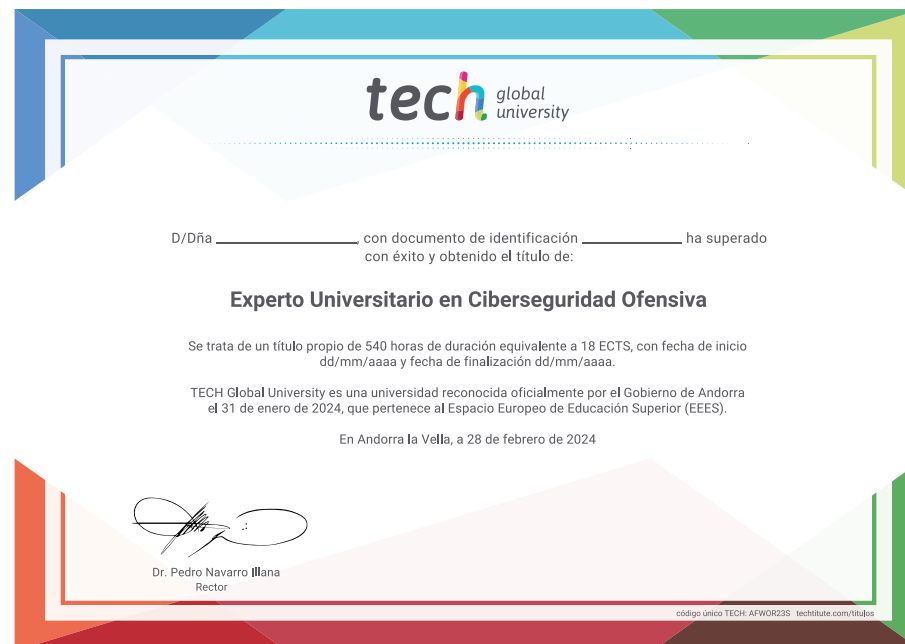 tech global university
D/Dña ____________________, con documento de identificación ______________ ha superado
con éxito y obtenido el título de:
Experto Universitario en Ciberseguridad Ofensiva
Se trata de un título propio de 540 horas de duración equivalente a 18 ECTS, con fecha de inicio
dd/mm/aaaa y fecha de finalización dd/mm/aaaa.
TECH Global University es una universidad reconocida oficialmente por el Gobierno de Andorra
el 31 de enero de 2024, que pertenece al Espacio Europeo de Educación Superior (EEES).
En Andorra la Vella, a 28 de febrero de 2024
Dr. Pedro Navarro Illana
Rector
código único TECH: AFWOR23S techtitute.com/titulos